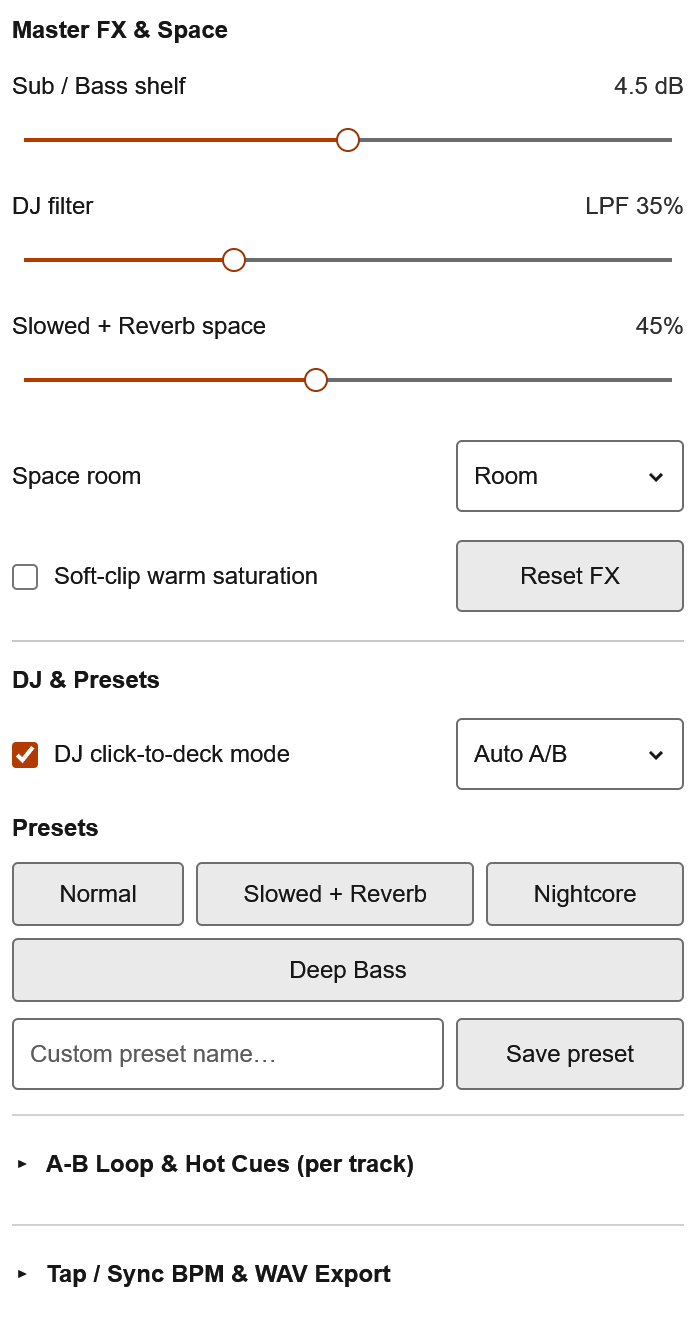 Master FX & Space
Sub / Bass shelf 4.5 dB
DJ filter LPF 35%
Slowed + Reverb space 45%
Space room Room
Soft-clip warm saturation Reset FX
DJ & Presets
DJ click-to-deck mode Auto A/B
Presets
Normal Slowed + Reverb Nightcore
Deep Bass
Custom preset name… Save preset
A-B Loop & Hot Cues (per track)
Tap / Sync BPM & WAV Export